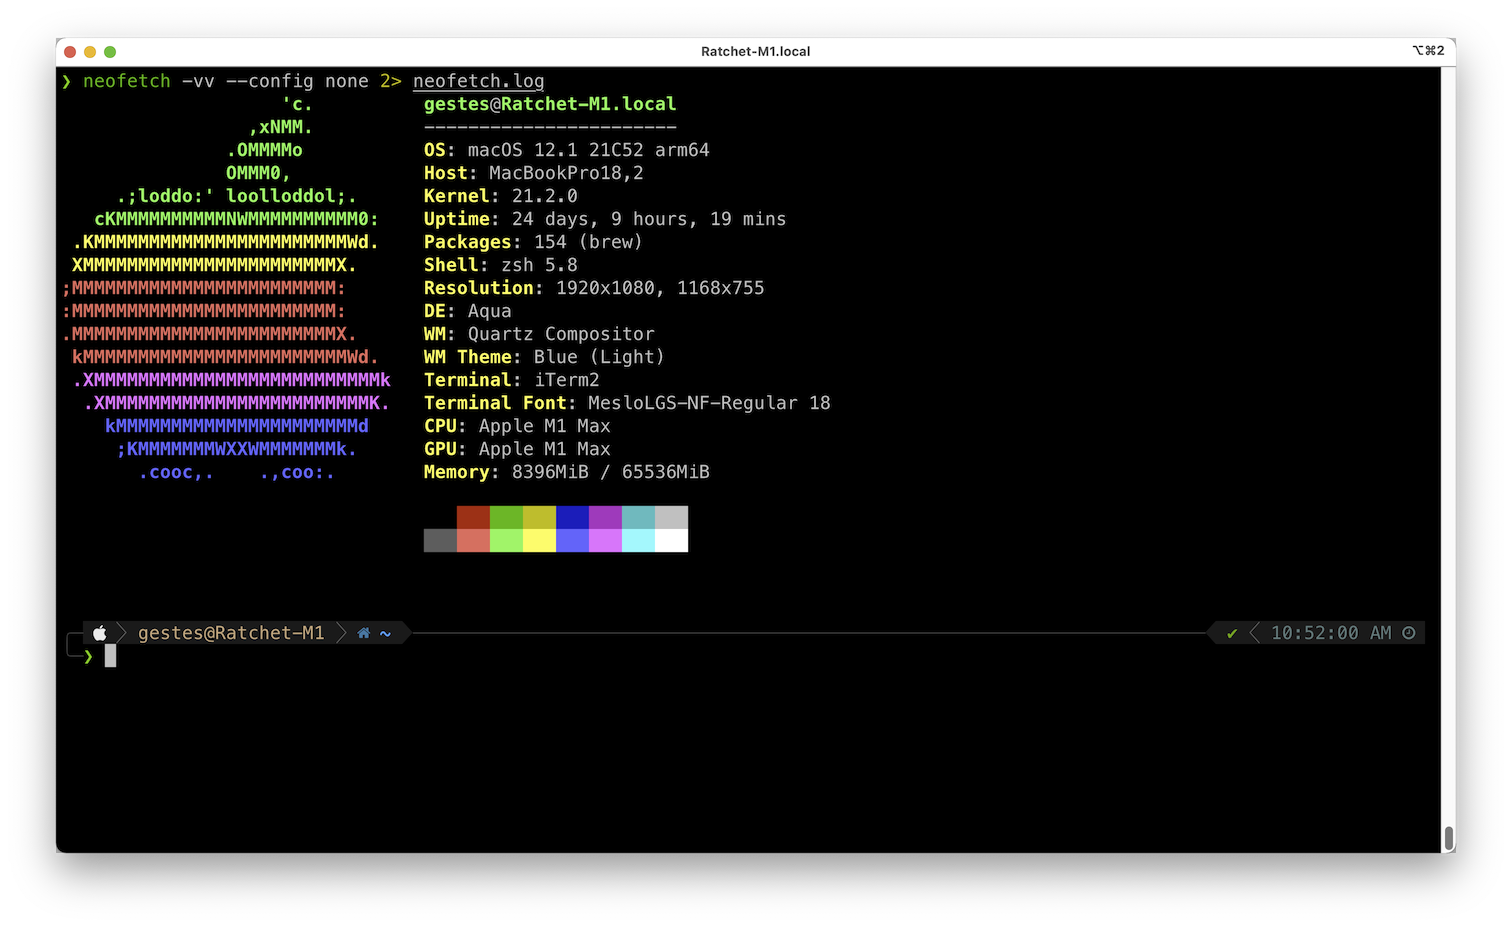 Ratchet-M1.local
⌥⌘2
❯ neofetch -vv --config none 2> neofetch.log
'c.
,xNMM.
.OMMMMo
OMMM0,
.;loddo:' loolloddol;.
cKMMMMMMMMMMNWMMMMMMMMMM0:
.KMMMMMMMMMMMMMMMMMMMMMMMWd.
XMMMMMMMMMMMMMMMMMMMMMMMX.
;MMMMMMMMMMMMMMMMMMMMMMMM:
:MMMMMMMMMMMMMMMMMMMMMMMM:
.MMMMMMMMMMMMMMMMMMMMMMMMX.
kMMMMMMMMMMMMMMMMMMMMMMMMWd.
.XMMMMMMMMMMMMMMMMMMMMMMMMMMk
.XMMMMMMMMMMMMMMMMMMMMMMMMK.
kMMMMMMMMMMMMMMMMMMMMMMd
;KMMMMMMMWXXWMMMMMMMk.
.cooc,. .,coo:.
gestes@Ratchet-M1.local
-----------------------
OS: macOS 12.1 21C52 arm64
Host: MacBookPro18,2
Kernel: 21.2.0
Uptime: 24 days, 9 hours, 19 mins
Packages: 154 (brew)
Shell: zsh 5.8
Resolution: 1920x1080, 1168x755
DE: Aqua
WM: Quartz Compositor
WM Theme: Blue (Light)
Terminal: iTerm2
Terminal Font: MesloLGS-NF-Regular 18
CPU: Apple M1 Max
GPU: Apple M1 Max
Memory: 8396MiB / 65536MiB
gestes@Ratchet-M1 ~ ✔ 10:52:00 AM
❯